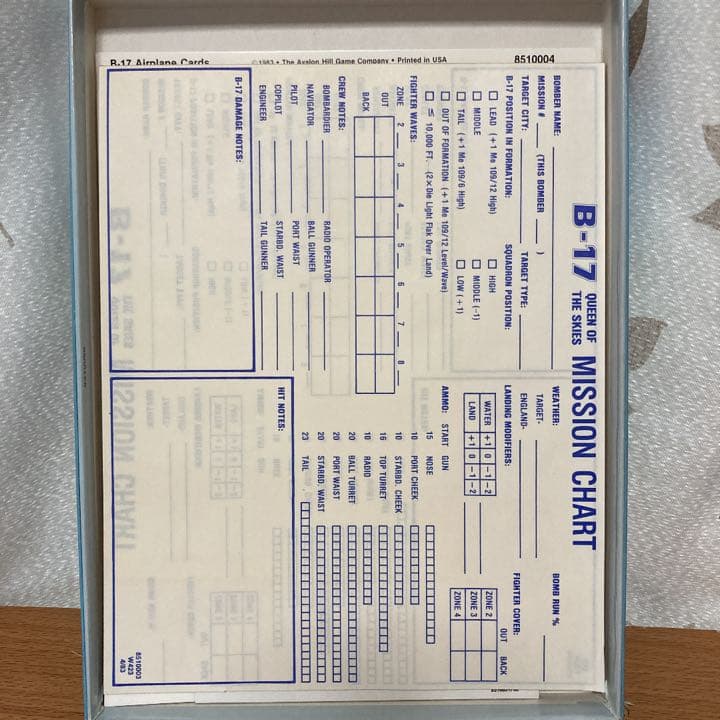 B-17 Airplane Cards
© 1983 • The Avalon Hill Game Company • Printed in USA
8510004
B-17 QUEEN OF THE SKIES MISSION CHART
BOMBER NAME:
MISSION # (THIS BOMBER )
TARGET CITY: TARGET TYPE:
B-17 POSITION IN FORMATION: SQUADRON POSITION:
LEAD (+1 Me 109/12 High) HIGH
MIDDLE MIDDLE (-1)
TAIL (+1 Me 109/6 High) LOW (+1)
OUT OF FORMATION (+1 Me 109/12 Level/Wave)
≤ 10,000 FT. (2 × Die Light Flak Over Land)
FIGHTER WAVES:
ZONE 2 3 4 5 6 7 8
OUT
BACK
CREW NOTES:
BOMBARDIER RADIO OPERATOR
NAVIGATOR BALL GUNNER
PILOT PORT WAIST
COPILOT STARBD. WAIST
ENGINEER TAIL GUNNER
B-17 DAMAGE NOTES:
WEATHER: BOMB RUN %
TARGET-
ENGLAND-
LANDING MODIFIERS: FIGHTER COVER:
OUT BACK
WATER +1 0 -1 -2
LAND +1 0 -1 -2
ZONE 2
ZONE 3
ZONE 4
AMMO: START GUN
15 NOSE
10 PORT CHEEK
10 STARBD. CHEEK
16 TOP TURRET
10 RADIO
20 BALL TURRET
20 PORT WAIST
20 STARBD. WAIST
23 TAIL
HIT NOTES:
8510003
W423
4/83